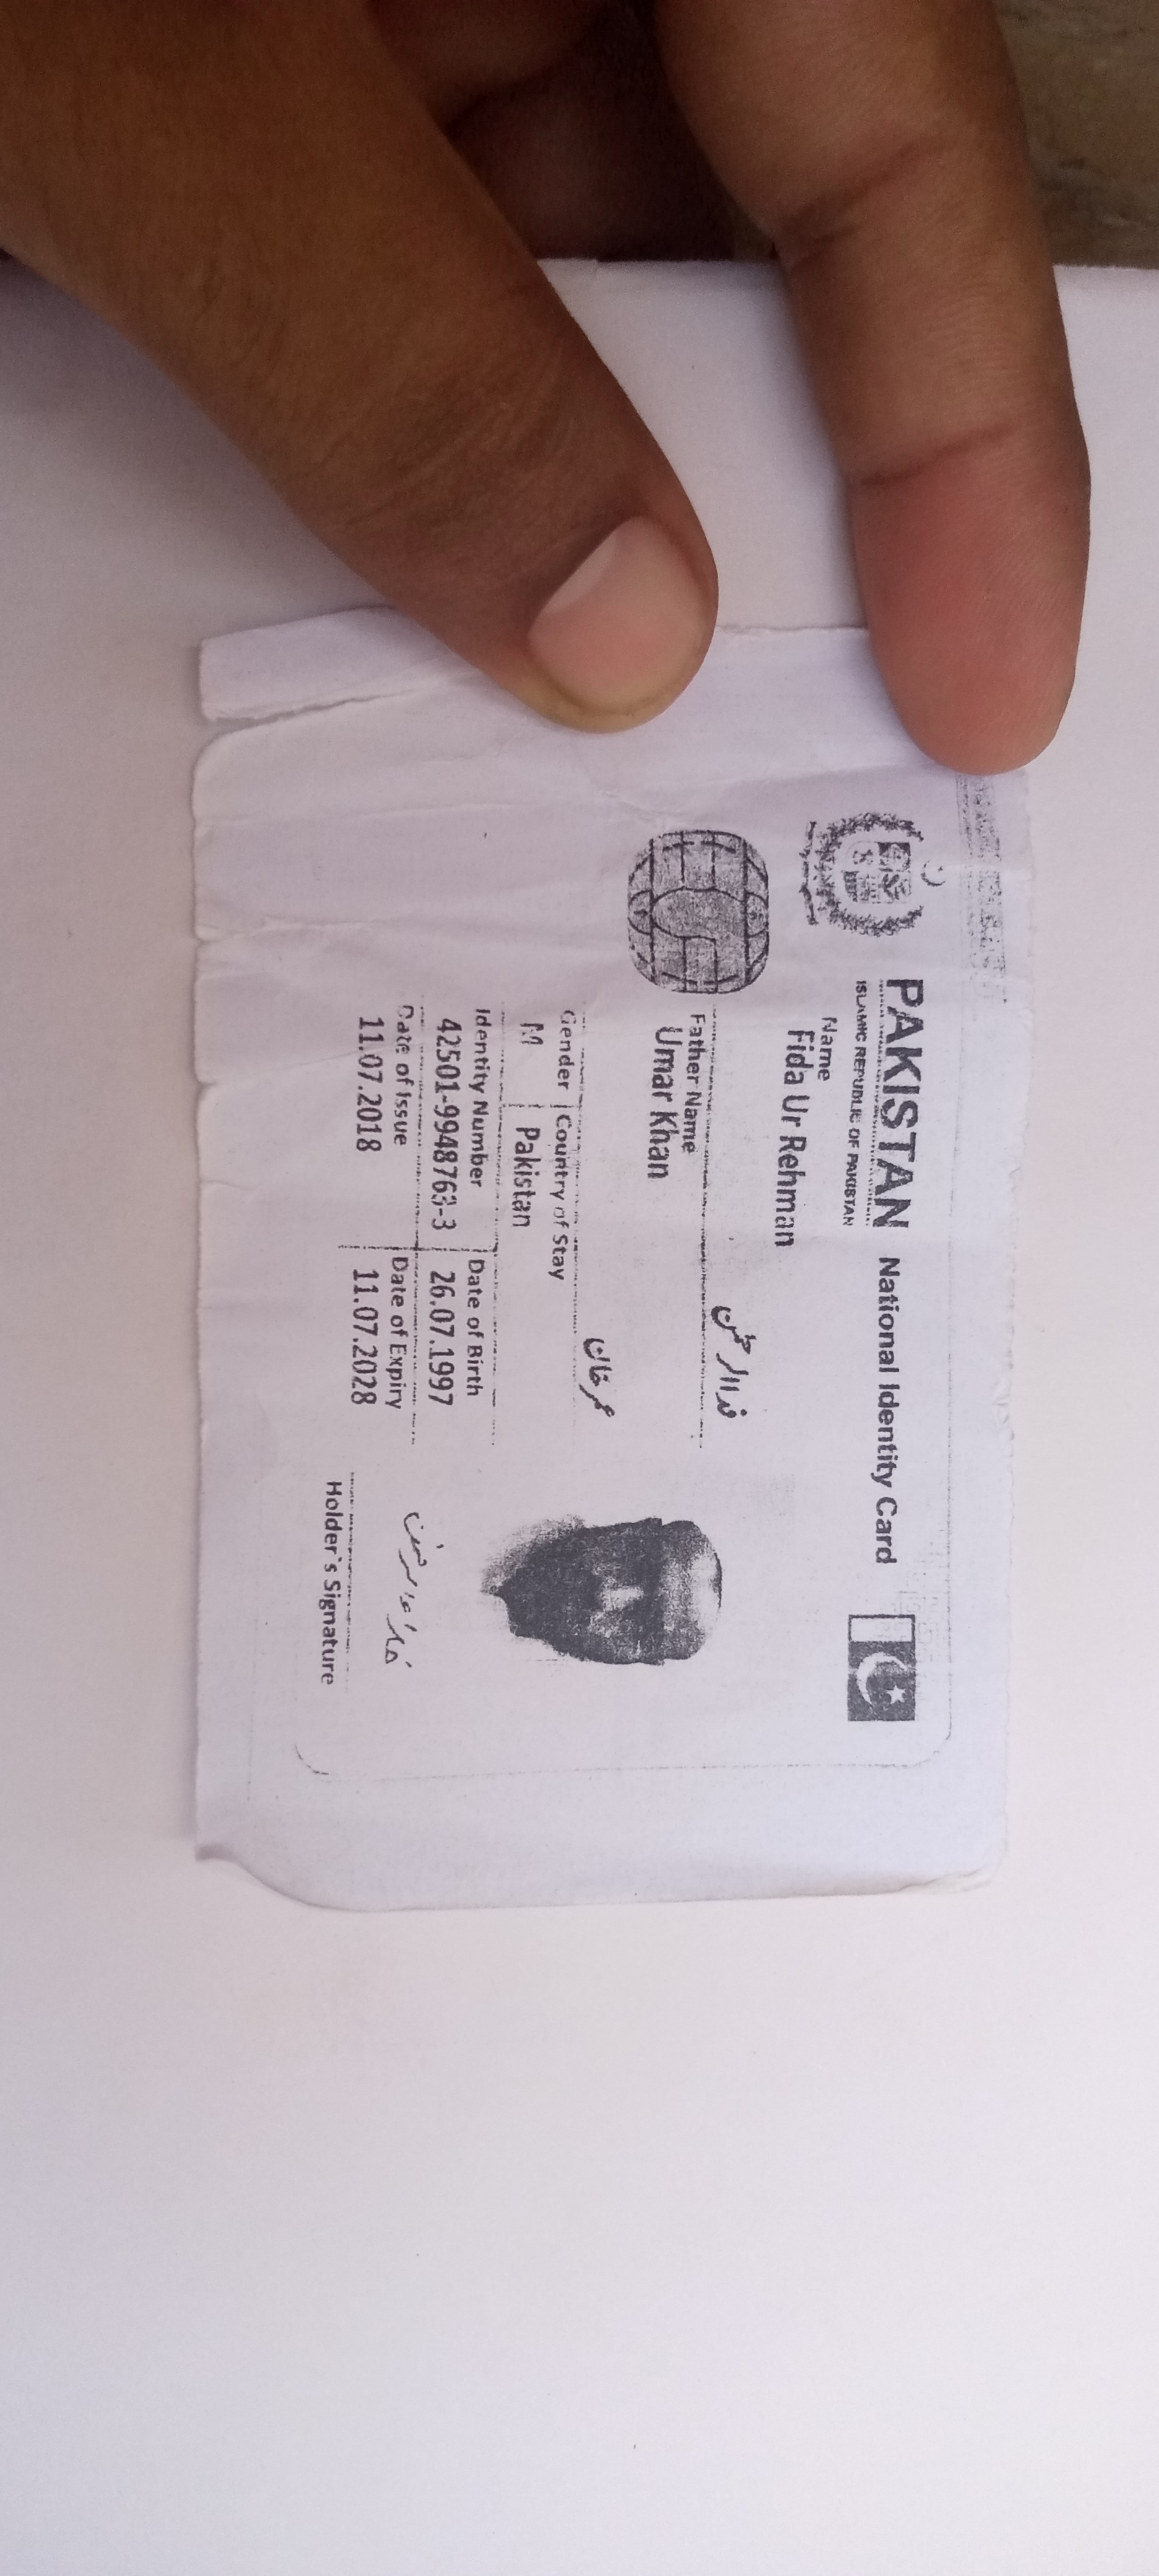 PAKISTAN National Identity Card
ISLAMIC REPUBLIC OF PAKISTAN
Name
Fida Ur Rehman
فدا الرحمن
Father Name
Umar Khan
عمر خان
Gender Country of Stay
M Pakistan
Identity Number Date of Birth
42501-9948763-3 26.07.1997
Date of Issue Date of Expiry
11.07.2018 11.07.2028
Holder`s Signature